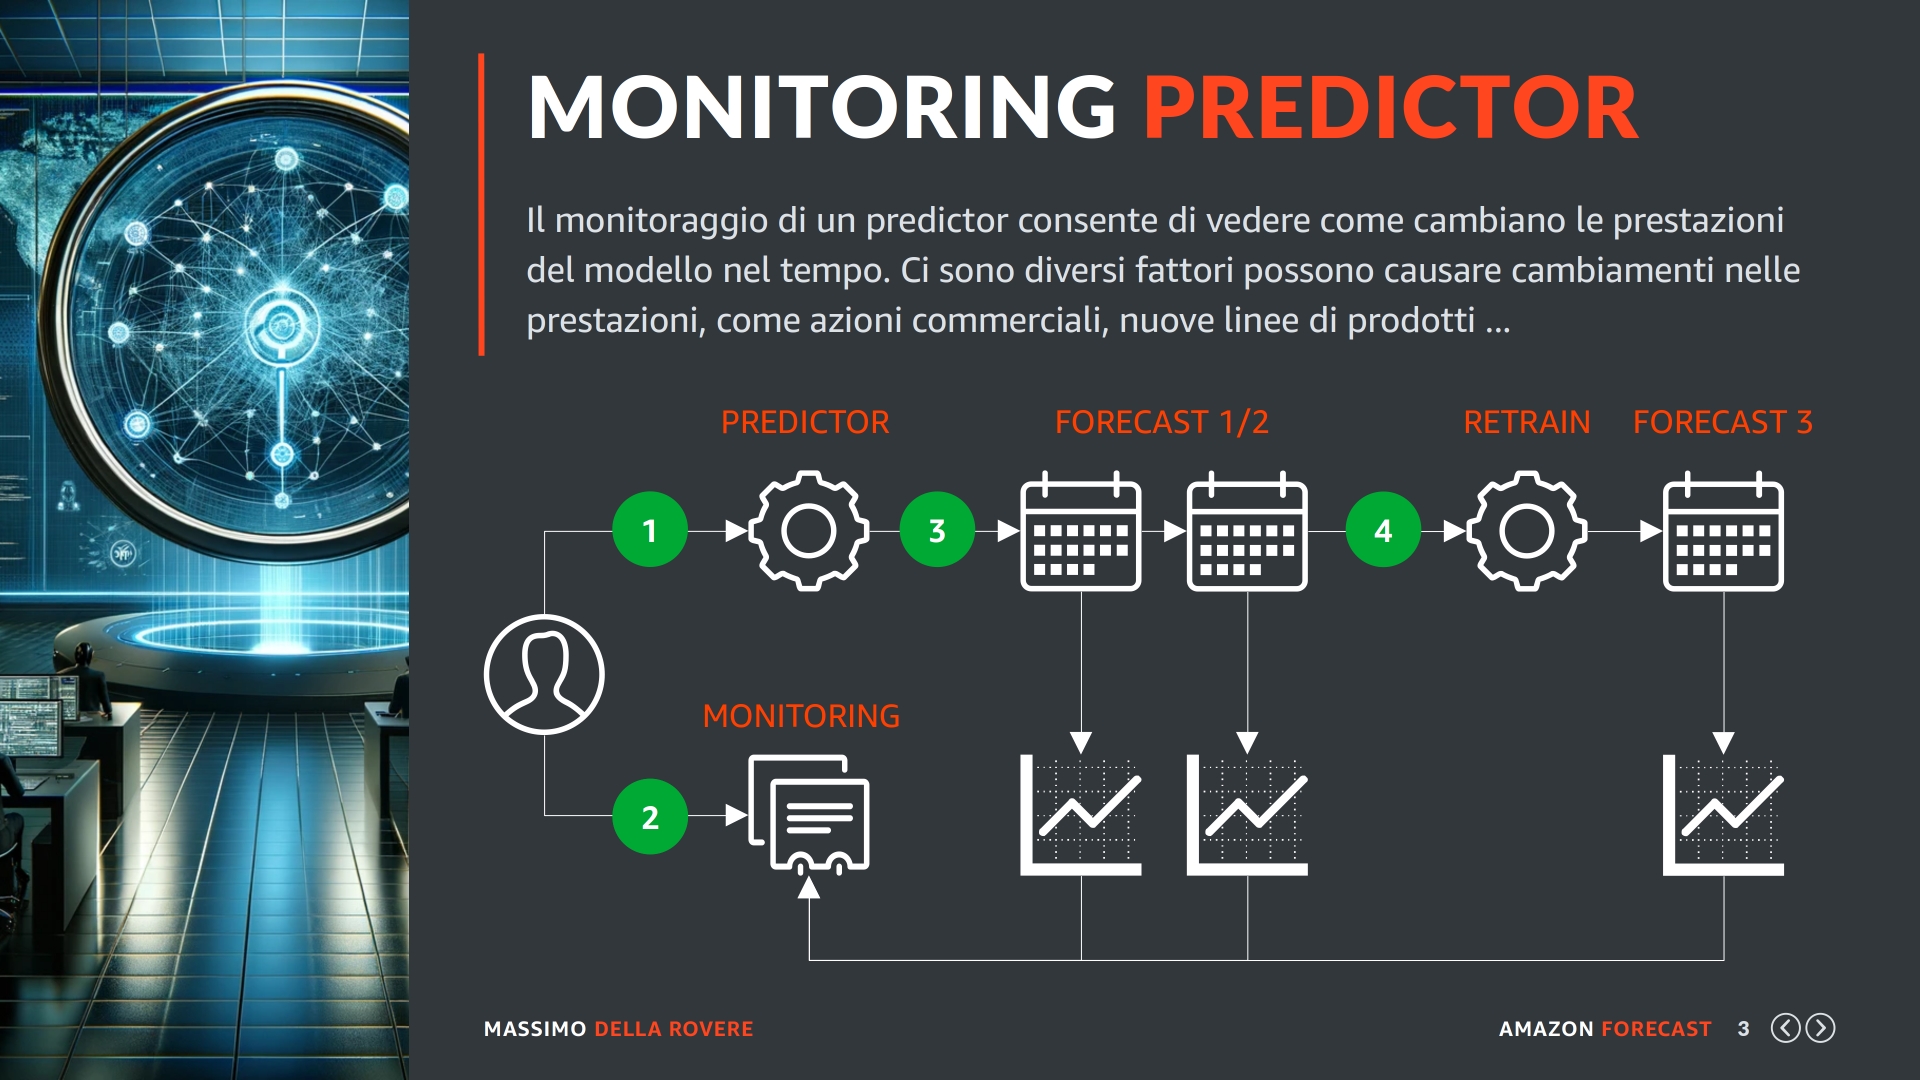 MONITORING PREDICTOR
Il monitoraggio di un predictor consente di vedere come cambiano le prestazioni
del modello nel tempo. Ci sono diversi fattori possono causare cambiamenti nelle
prestazioni, come azioni commerciali, nuove linee di prodotti ...
PREDICTOR
FORECAST 1/2
RETRAIN
FORECAST 3
1
3
4
MONITORING
2
MASSIMO DELLA ROVERE
AMAZON FORECAST 3